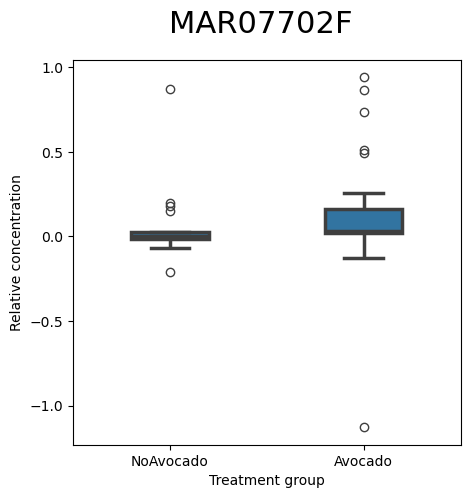 MAR07702F
1.0
0.5
0.0
−0.5
−1.0
Relative concentration
NoAvocado
Avocado
Treatment group